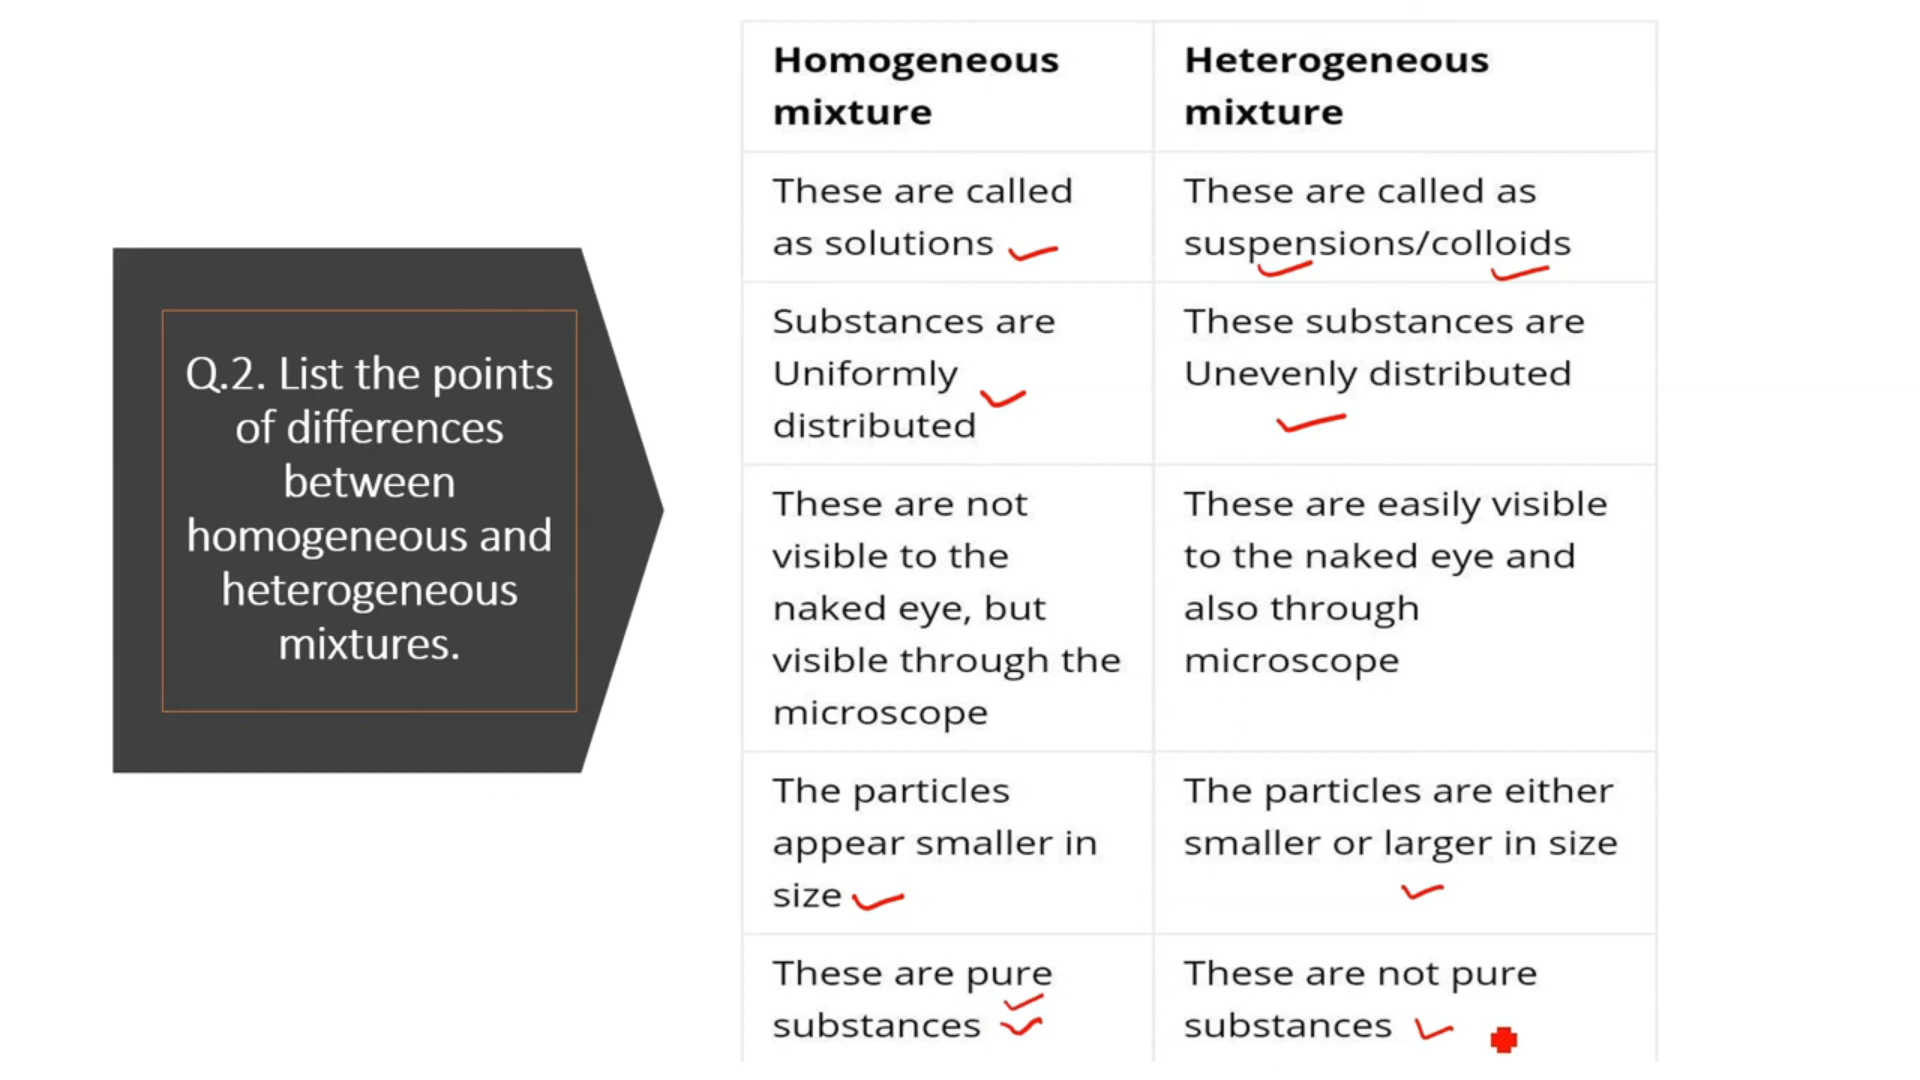 Q.2. List the points
of differences
between
homogeneous and
heterogeneous
mixtures.
Homogeneous
mixture
Heterogeneous
mixture
These are called
as solutions
These are called as
suspensions/colloids
Substances are
Uniformly
distributed
These substances are
Unevenly distributed
These are not
visible to the
naked eye, but
visible through the
microscope
These are easily visible
to the naked eye and
also through
microscope
The particles
appear smaller in
size
The particles are either
smaller or larger in size
These are pure
substances
These are not pure
substances